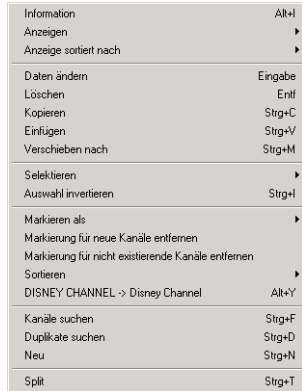 Information Alt+I
Anzeigen
Anzeige sortiert nach
Daten ändern Eingabe
Löschen Entf
Kopieren Strg+C
Einfügen Strg+V
Verschieben nach Strg+M
Selektieren
Auswahl invertieren Strg+I
Markieren als
Markierung für neue Kanäle entfernen
Markierung für nicht existierende Kanäle entfernen
Sortieren
DISNEY CHANNEL -> Disney Channel Alt+Y
Kanäle suchen Strg+F
Duplikate suchen Strg+D
Neu Strg+N
Split Strg+T